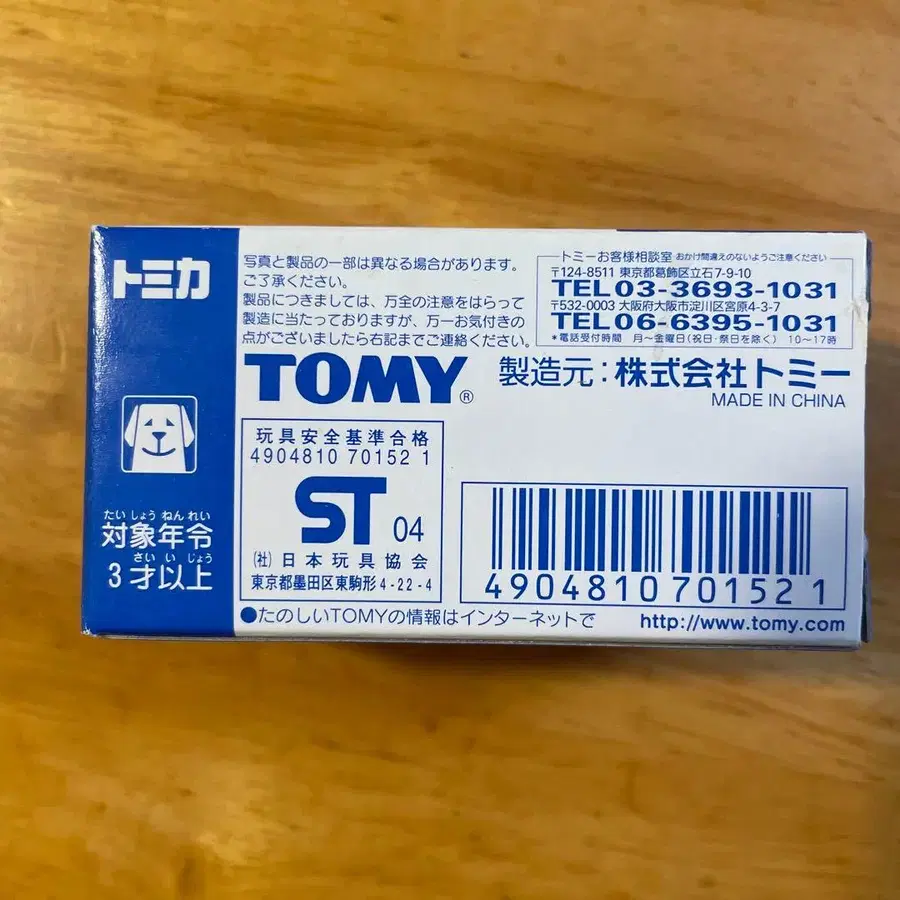 トミカ
たいしょうねんれい
対象年令
さいいじょう
3才以上
写真と製品の一部は異なる場合があります。
ご了承ください。
製品につきましては、万全の注意をはらって
製造に当たっておりますが、万一お気付きの
点がございましたら右記までご連絡ください。
トミーお客様相談室 おかけ間違えのないようご注意ください
〒124-8511 東京都葛飾区立石7-9-10
TEL03-3693-1031
〒532-0003 大阪府大阪市淀川区宮原4-3-7
TEL06-6395-1031
*電話受付時間 月〜金曜日(祝日・祭日を除く) 10〜17時
TOMY®
製造元:株式会社トミー
MADE IN CHINA
玩具安全基準合格
4904810 70152 1
ST 04
(社)日本玩具協会
東京都墨田区東駒形4-22-4
4904810 701521
●たのしいTOMYの情報はインターネットで http://www.tomy.com